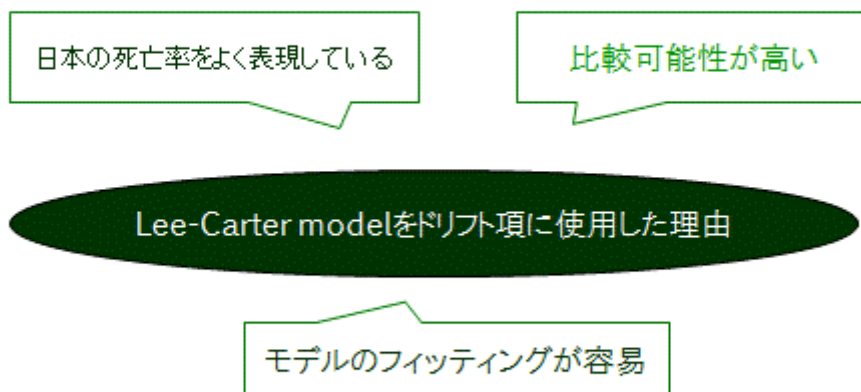 日本の死亡率をよく表現している
比較可能性が高い
Lee-Carter modelをドリフト項に使用した理由
モデルのフィッティングが容易